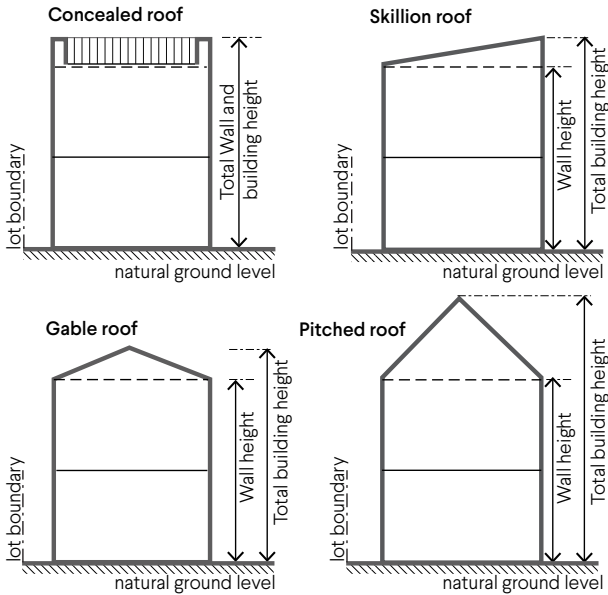 Concealed roof
lot boundary
Total Wall and
building height
natural ground level
Skillion roof
lot boundary
Wall height
Total building height
natural ground level
Gable roof
lot boundary
Wall height
Total building height
natural ground level
Pitched roof
lot boundary
Wall height
Total building height
natural ground level